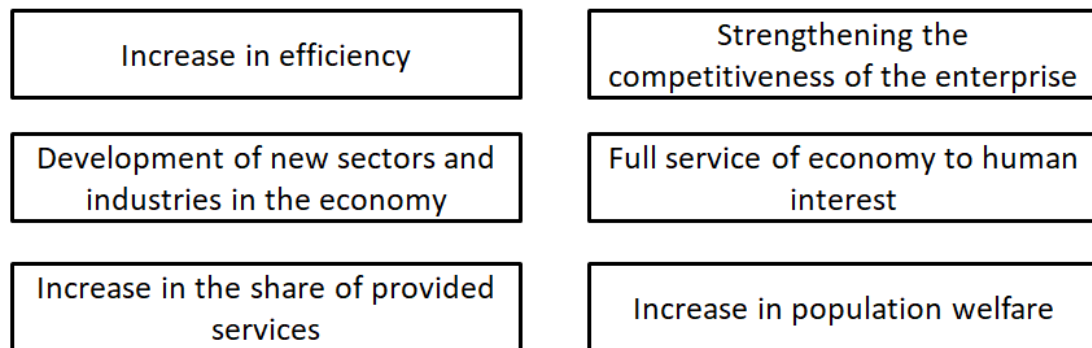 Increase in efficiency
Strengthening the
competitiveness of the enterprise
Development of new sectors and
industries in the economy
Full service of economy to human
interest
Increase in the share of provided
services
Increase in population welfare